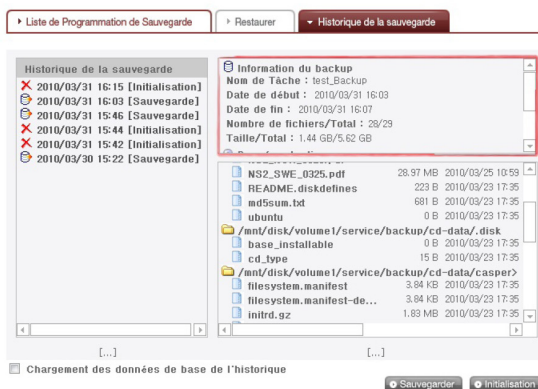 Liste de Programmation de Sauvegarde
Restaurer
Historique de la sauvegarde
Historique de la sauvegarde
2010/03/31 16:15 [Initialisation]
2010/03/31 16:03 [Sauvegarde]
2010/03/31 15:46 [Sauvegarde]
2010/03/31 15:44 [Initialisation]
2010/03/31 15:42 [Initialisation]
2010/03/30 15:22 [Sauvegarde]
[...]
Information du backup
Nom de Tâche : test_Backup
Date de début : 2010/03/31 16:03
Date de fin : 2010/03/31 16:07
Nombre de fichiers/Total : 28/29
Taille/Total : 1.44 GB/5.62 GB
NS2_SWE_0325.pdf 28.97 MB 2010/03/25 10:59
README.diskdefines 223 B 2010/03/23 17:35
md5sum.txt 681 B 2010/03/23 17:35
ubuntu 0 B 2010/03/23 17:35
/mnt/disk/volume1/service/backup/cd-data/.disk
base_installable 0 B 2010/03/23 17:35
cd_type 15 B 2010/03/23 17:35
/mnt/disk/volume1/service/backup/cd-data/casper>
filesystem.manifest 3.84 KB 2010/03/23 17:35
filesystem.manifest-de... 3.84 KB 2010/03/23 17:35
initrd.gz 1.83 MB 2010/03/23 17:35
[...]
Chargement des données de base de l'historique
Sauvegarder
Initialisation